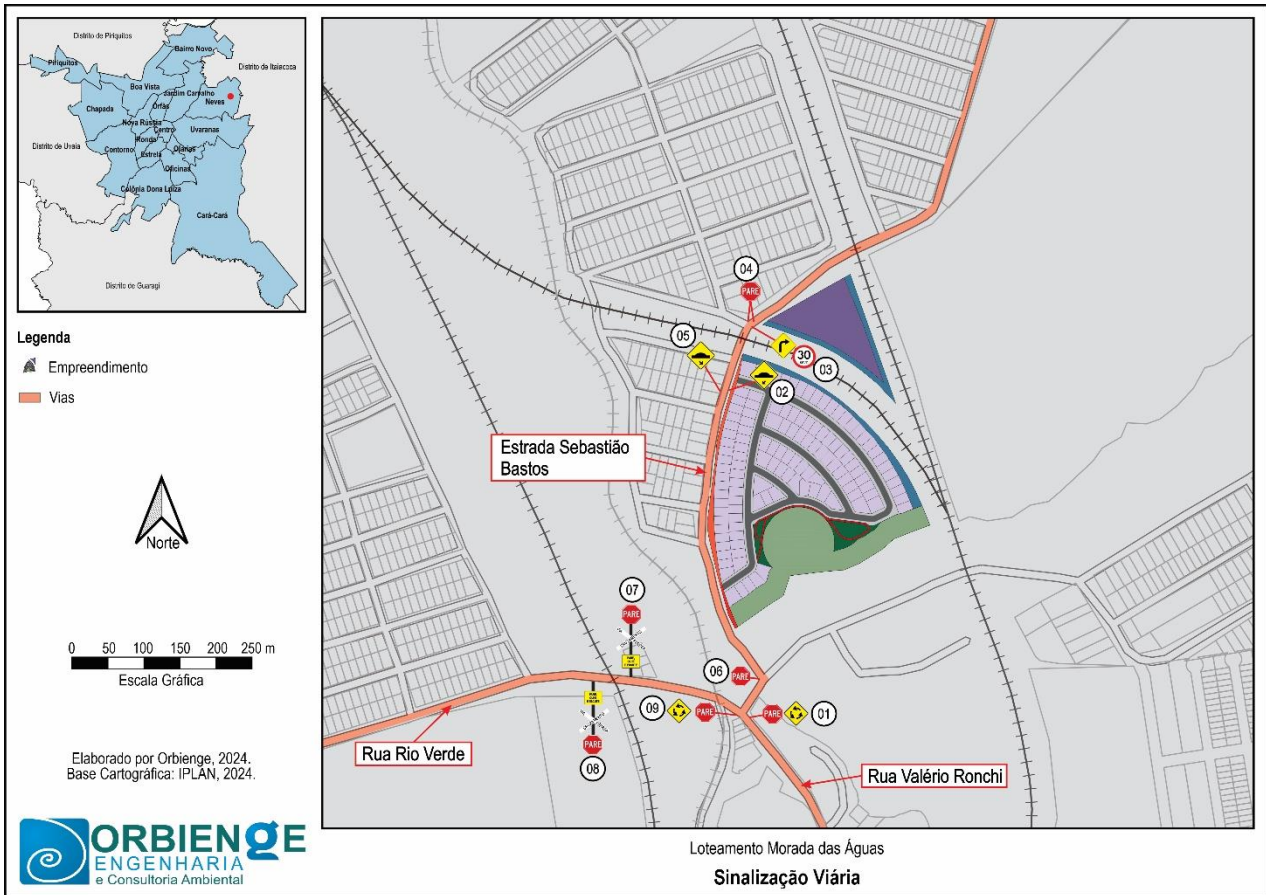 Distrito de Piriquitos
Bairro Novo
Distrito de Itaiacoca
Piriquitos
Boa Vista
Jardim Carvalho
Neves
Órfãs
Chapada
Nova Rússia
Centro
Uvaranas
Ronda
Distrito de Uvaia
Contorno
Estrela
Olarias
Oficinas
Colônia Dona Luiza
Cará-Cará
Distrito de Guaragi
Legenda
Empreendimento
Vias
Norte
0 50 100 150 200 250 m
Escala Gráfica
Elaborado por Orbienge, 2024.
Base Cartográfica: IPLAN, 2024.
ORBIENGE
ENGENHARIA
e Consultoria Ambiental
04
PARE
05
30
03
02
Estrada Sebastião
Bastos
07
PARE
06
PARE
09
PARE
PARE
01
PARE
08
Rua Rio Verde
Rua Valério Ronchi
Loteamento Morada das Águas
Sinalização Viária